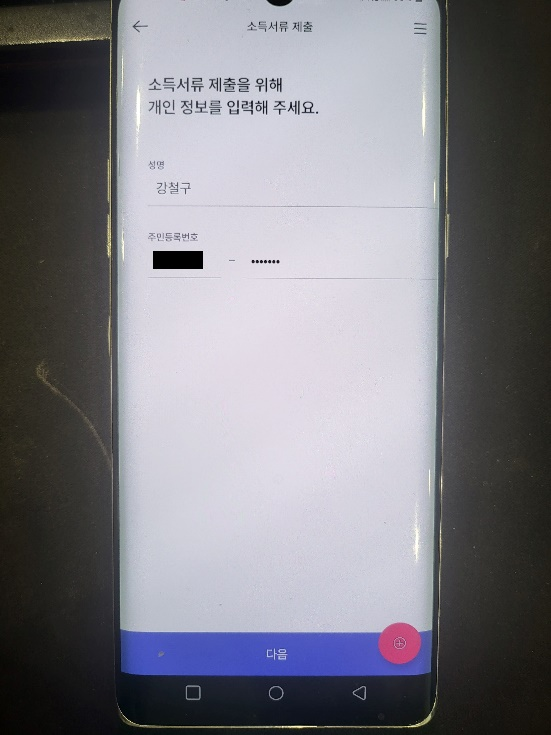 소득서류 제출
소득서류 제출을 위해
개인 정보를 입력해 주세요.
성명
강철구
주민등록번호
- •••••••
다음